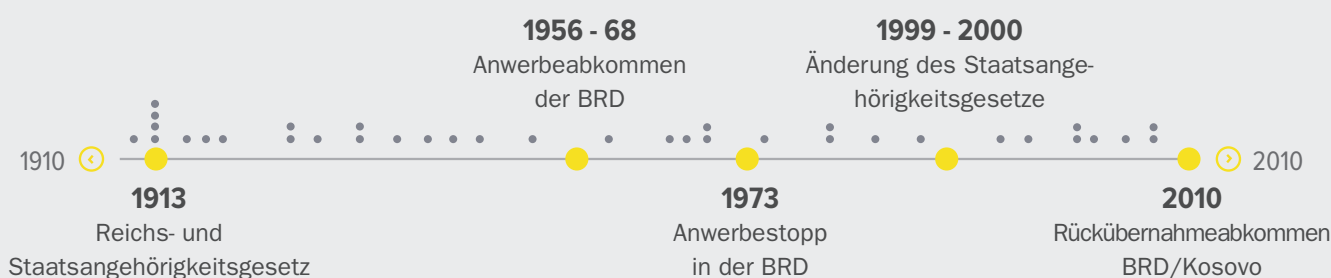 1956 - 68
Anwerbeabkommen
der BRD
1999 - 2000
Änderung des Staatsange-
hörigkeitsgesetze
1910
2010
1913
Reichs- und
Staatsangehörigkeitsgesetz
1973
Anwerbestopp
in der BRD
2010
Rückübernahmeabkommen
BRD/Kosovo